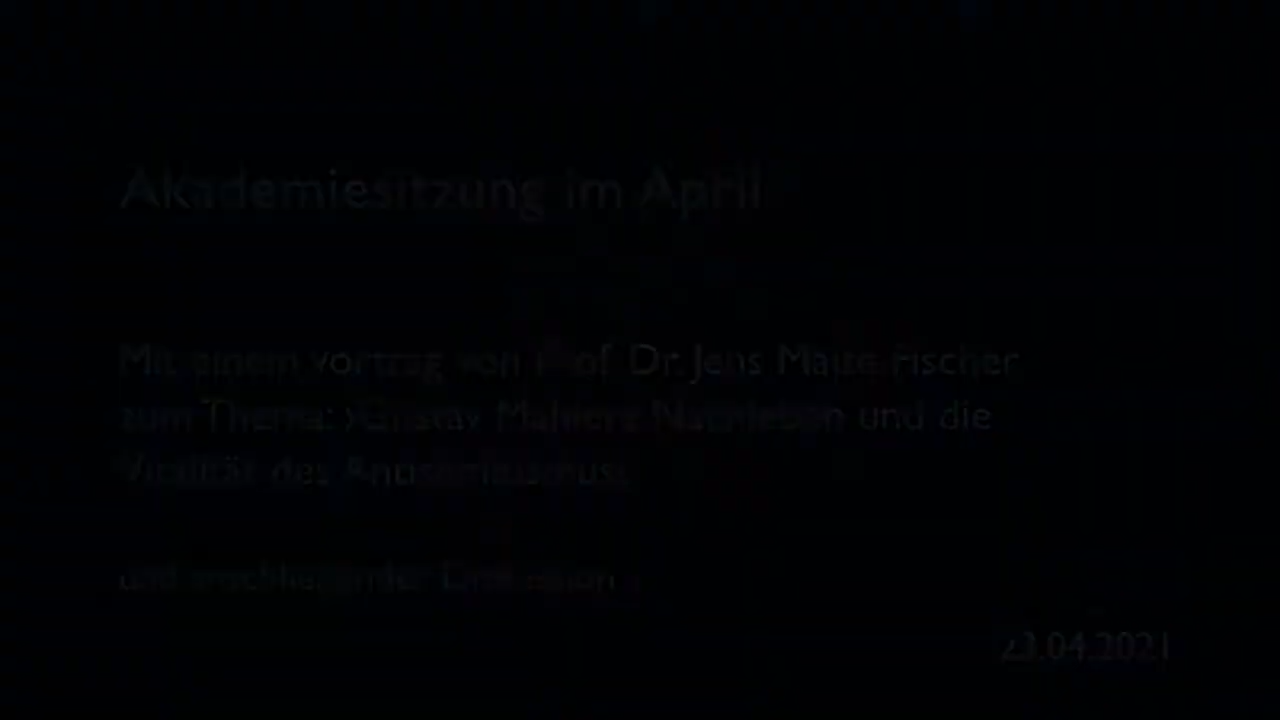 Akademiesitzung im April
Mit einem Vortrag von Prof. Dr. Jens Malte Fischer
zum Thema: ›Gustav Mahlers Nachleben und die
Vitalität des Antisemitismus‹
und anschließender Diskussion
23.04.2021